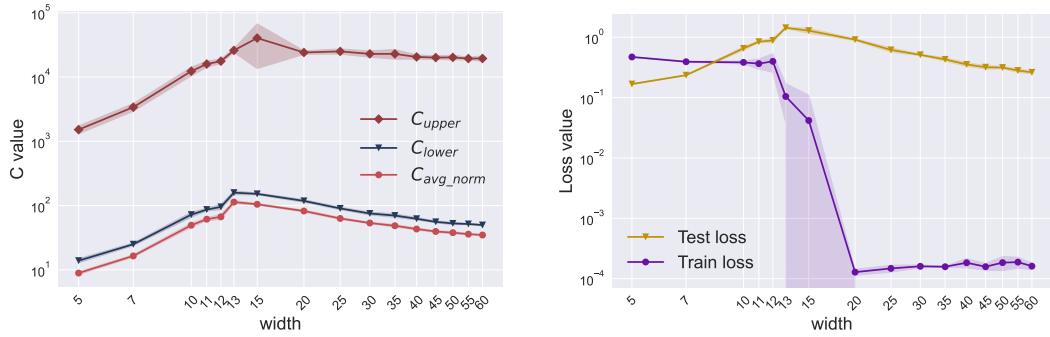 10^5
10^4
10^3
10^2
10^1
C value
C_upper
C_lower
C_avg_norm
5 7 10 11 12 13 15 20 25 30 35 40 45 50 55 60
width
10^0
10^-1
10^-2
10^-3
10^-4
Loss value
Test loss
Train loss
5 7 10 11 12 13 15 20 25 30 35 40 45 50 55 60
width